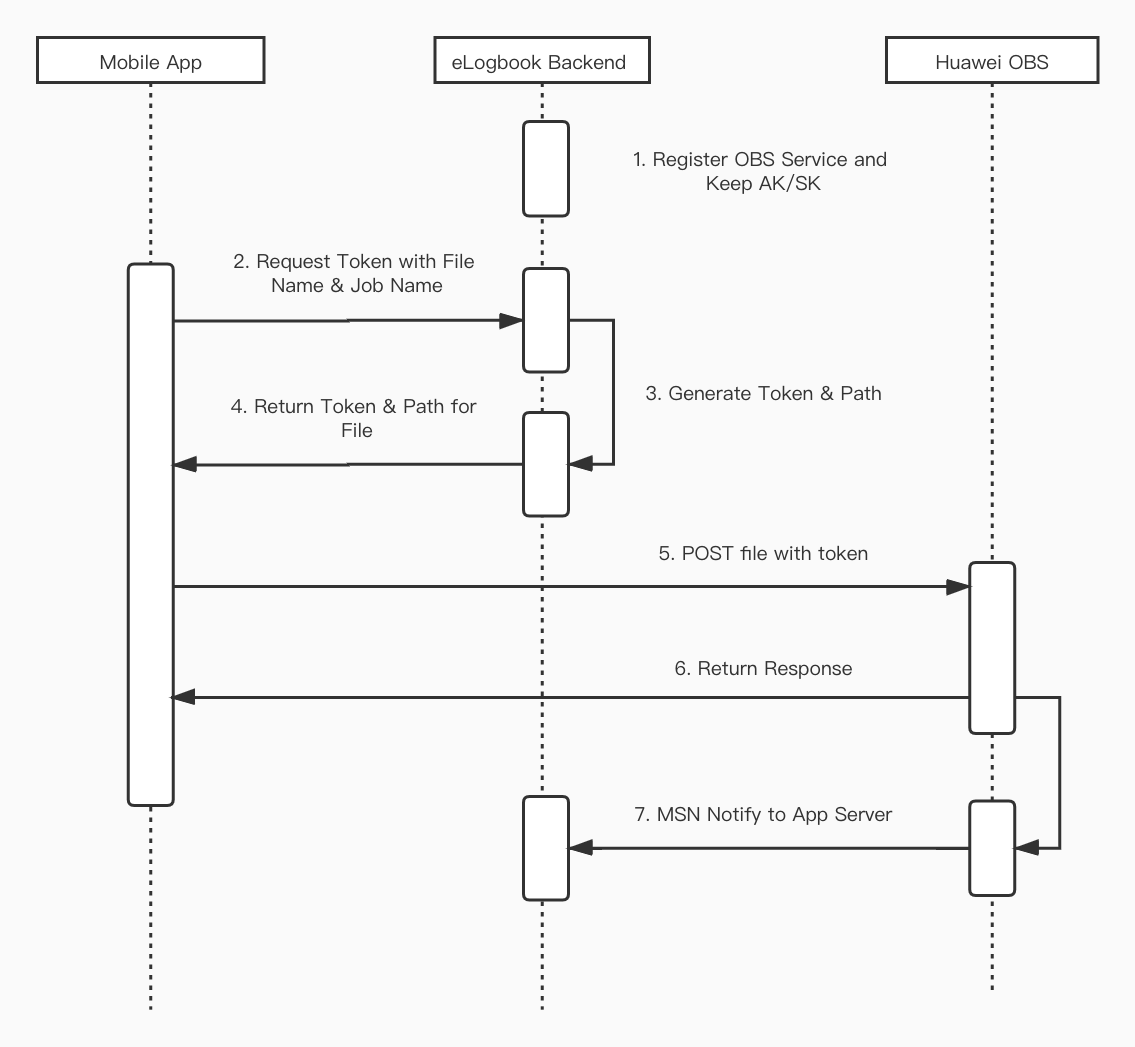 Mobile App
eLogbook Backend
Huawei OBS
1. Register OBS Service and
Keep AK/SK
2. Request Token with File
Name & Job Name
3. Generate Token & Path
4. Return Token & Path for
File
5. POST file with token
6. Return Response
7. MSN Notify to App Server